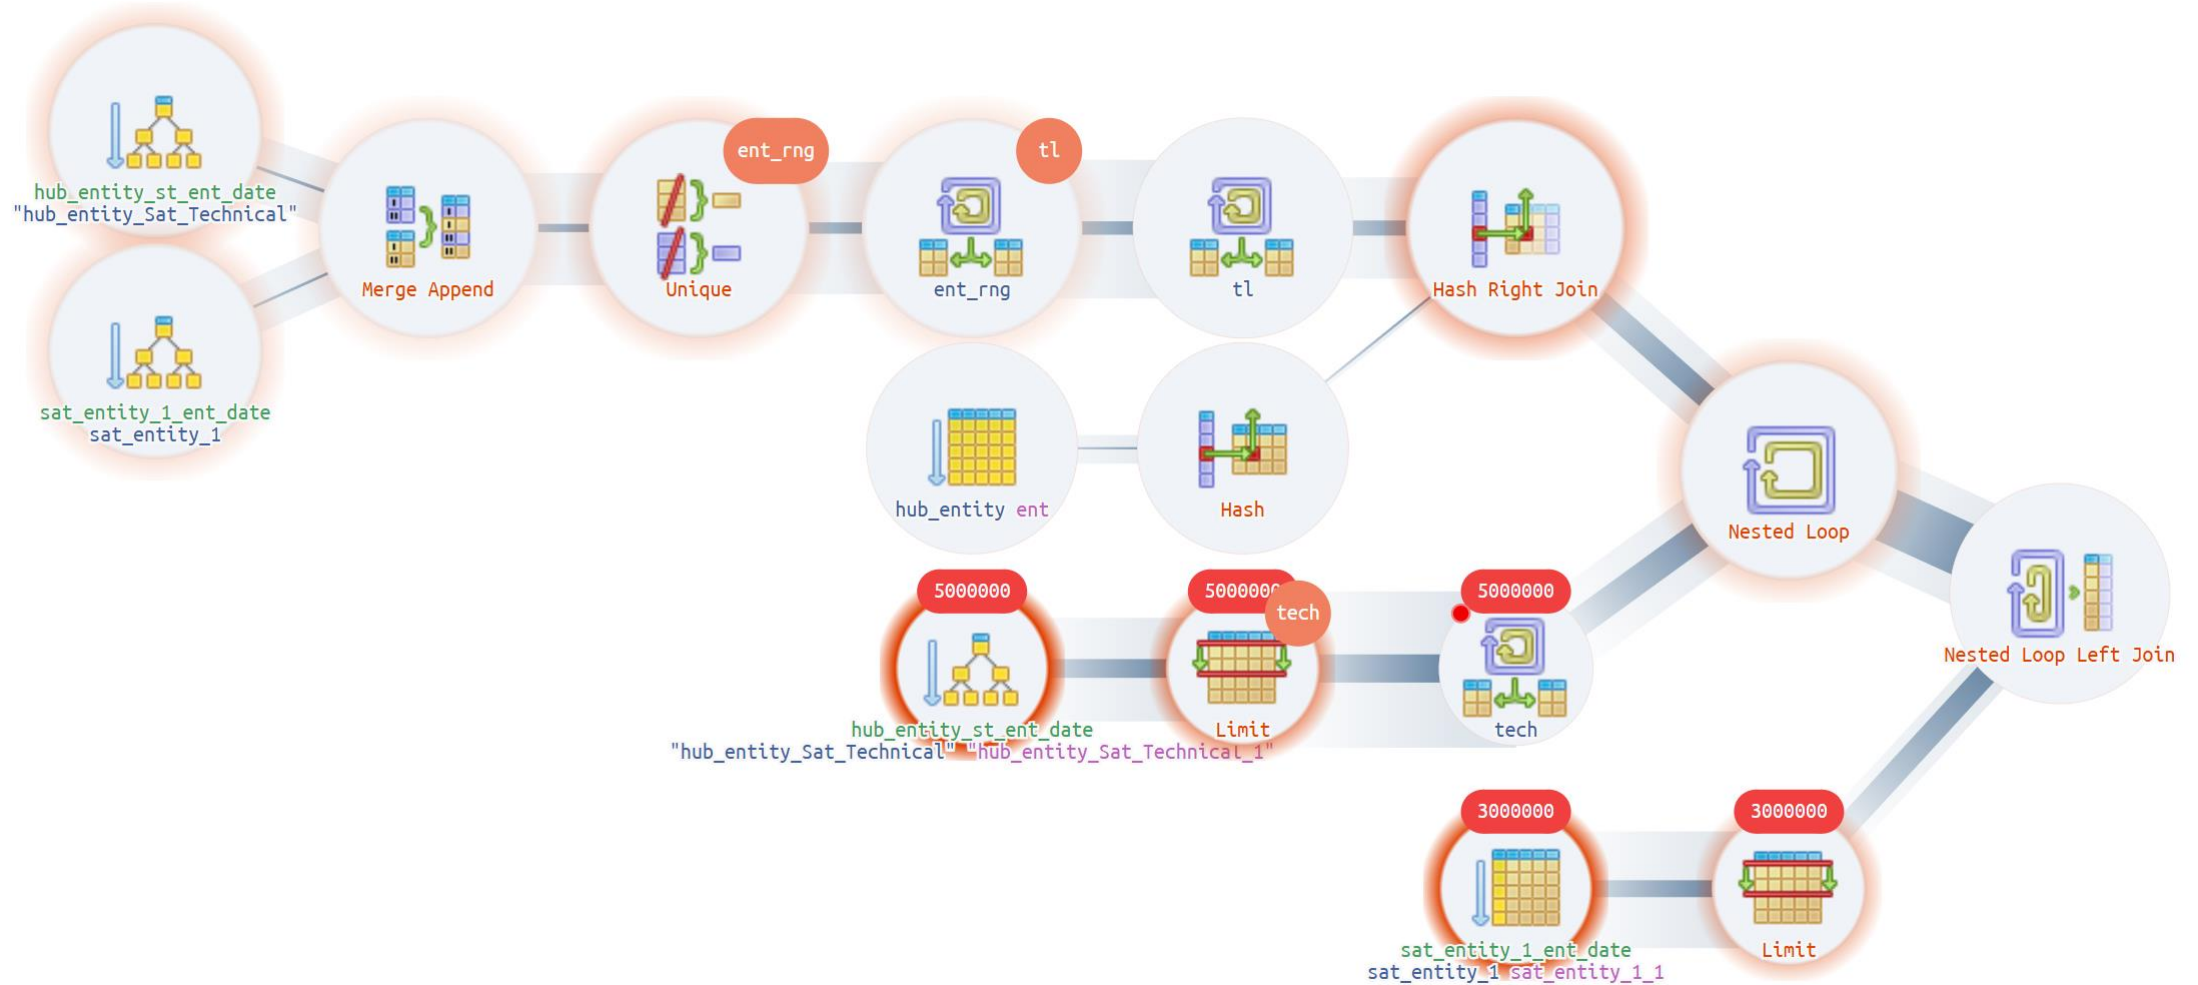 hub_entity_st_ent_date
"hub_entity_Sat_Technical"
sat_entity_1_ent_date
sat_entity_1
Merge Append
ent_rng
Unique
tl
ent_rng
tl
Hash Right Join
hub_entity ent
Hash
Nested Loop
Nested Loop Left Join
5000000
hub_entity_st_ent_date
"hub_entity_Sat_Technical" "hub_entity_Sat_Technical_1"
5000000
tech
Limit
5000000
tech
3000000
sat_entity_1_ent_date
sat_entity_1 sat_entity_1_1
3000000
Limit